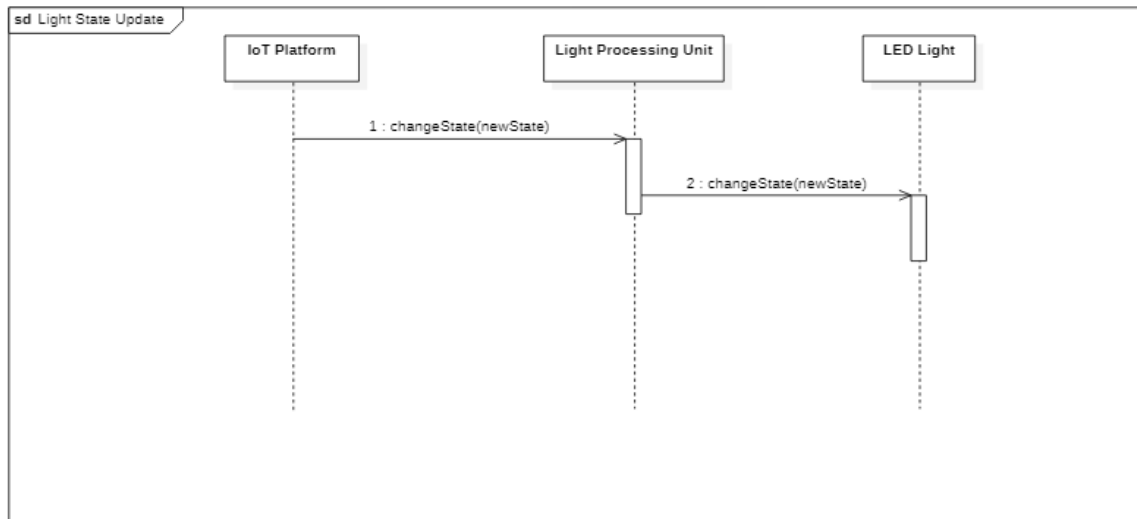 sd Light State Update
IoT Platform
Light Processing Unit
LED Light
1 : changeState(newState)
2 : changeState(newState)